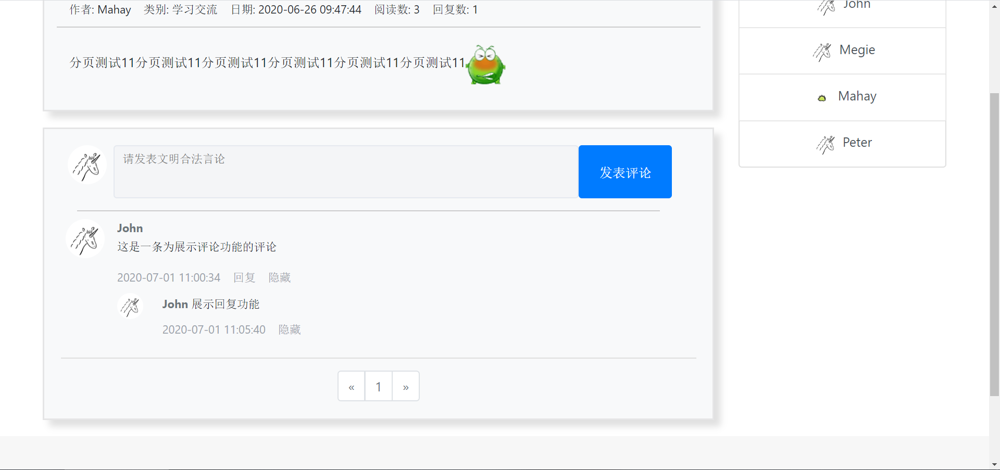 作者: Mahay 类别: 学习交流 日期: 2020-06-26 09:47:44 阅读数: 3 回复数: 1
分页测试11分页测试11分页测试11分页测试11分页测试11分页测试11
请发表文明合法言论
发表评论
John
这是一条为展示评论功能的评论
2020-07-01 11:00:34 回复 隐藏
John 展示回复功能
2020-07-01 11:05:40 隐藏
« 1 »
John
Megie
Mahay
Peter